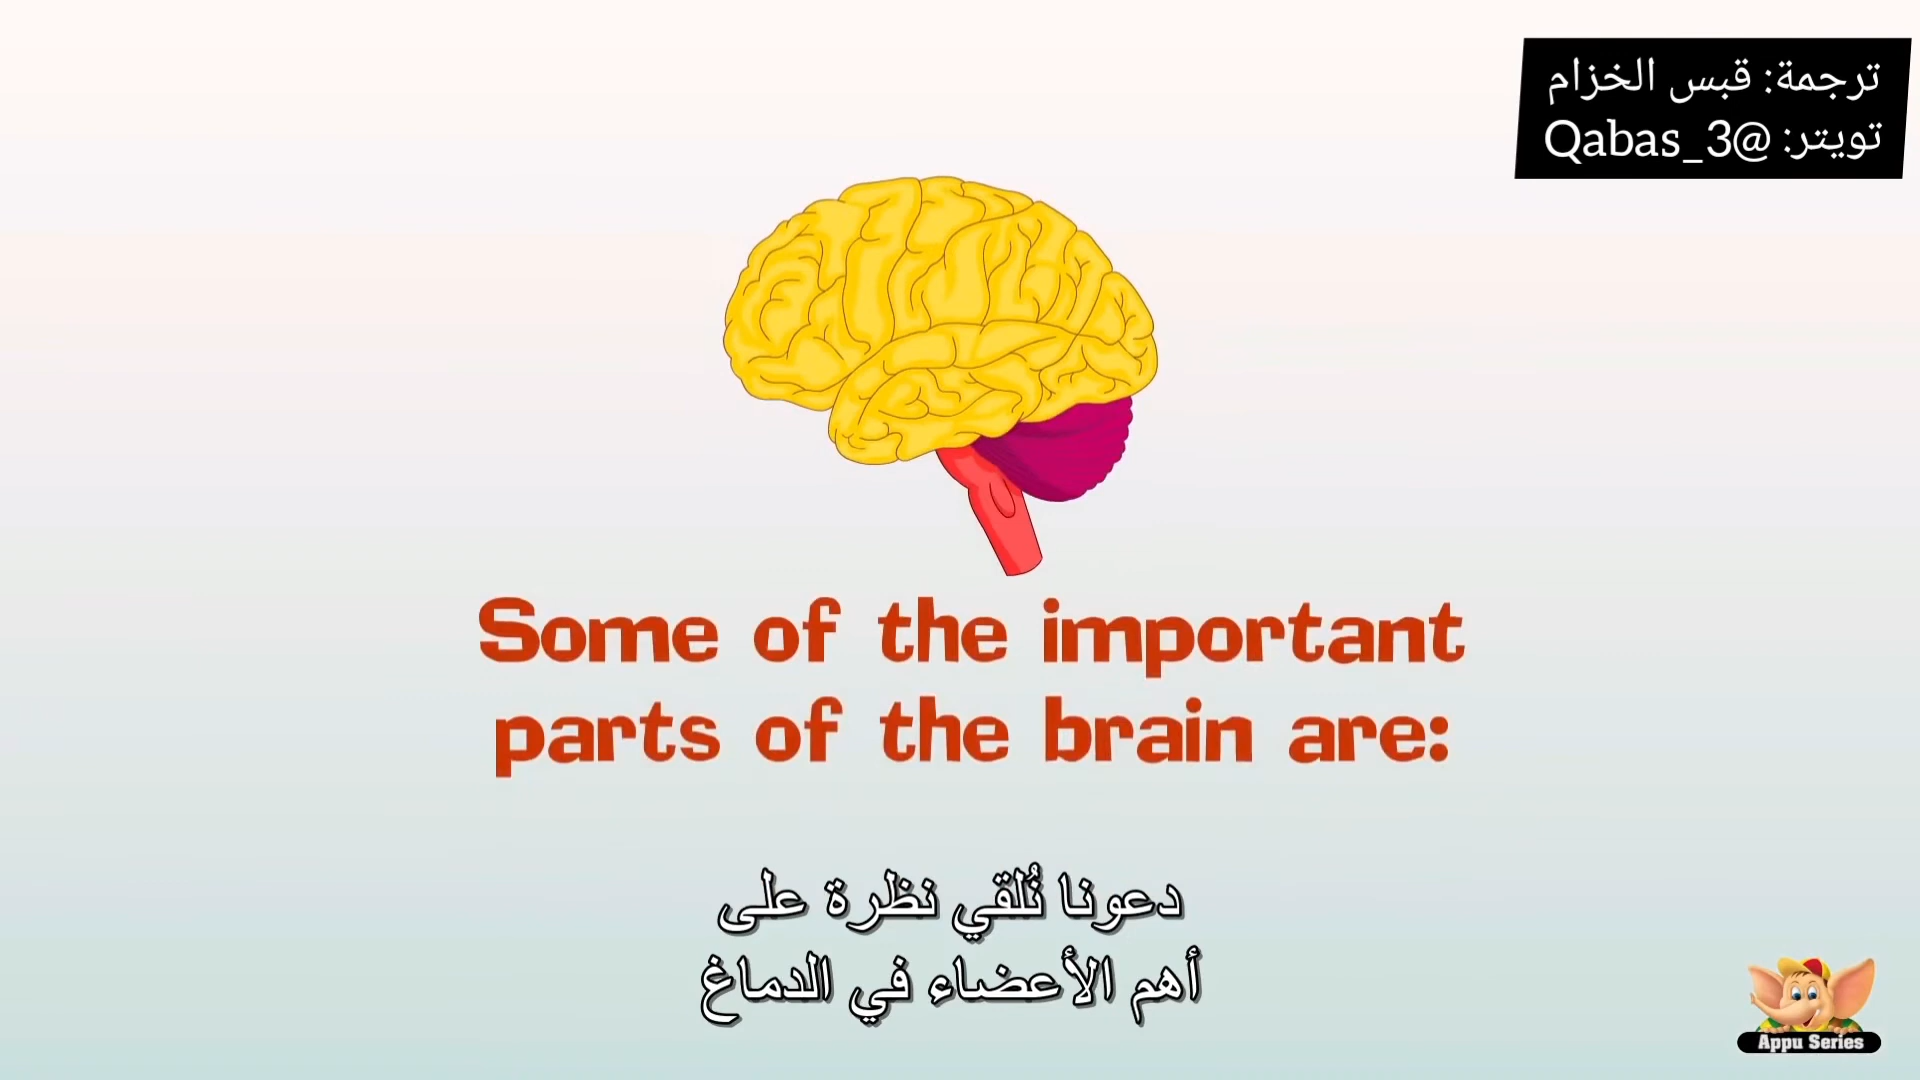 ترجمة: قبس الخزام
تويتر: @Qabas_3
Some of the important
parts of the brain are:
دعونا نُلقي نظرة على
أهم الأعضاء في الدماغ
Appu Series